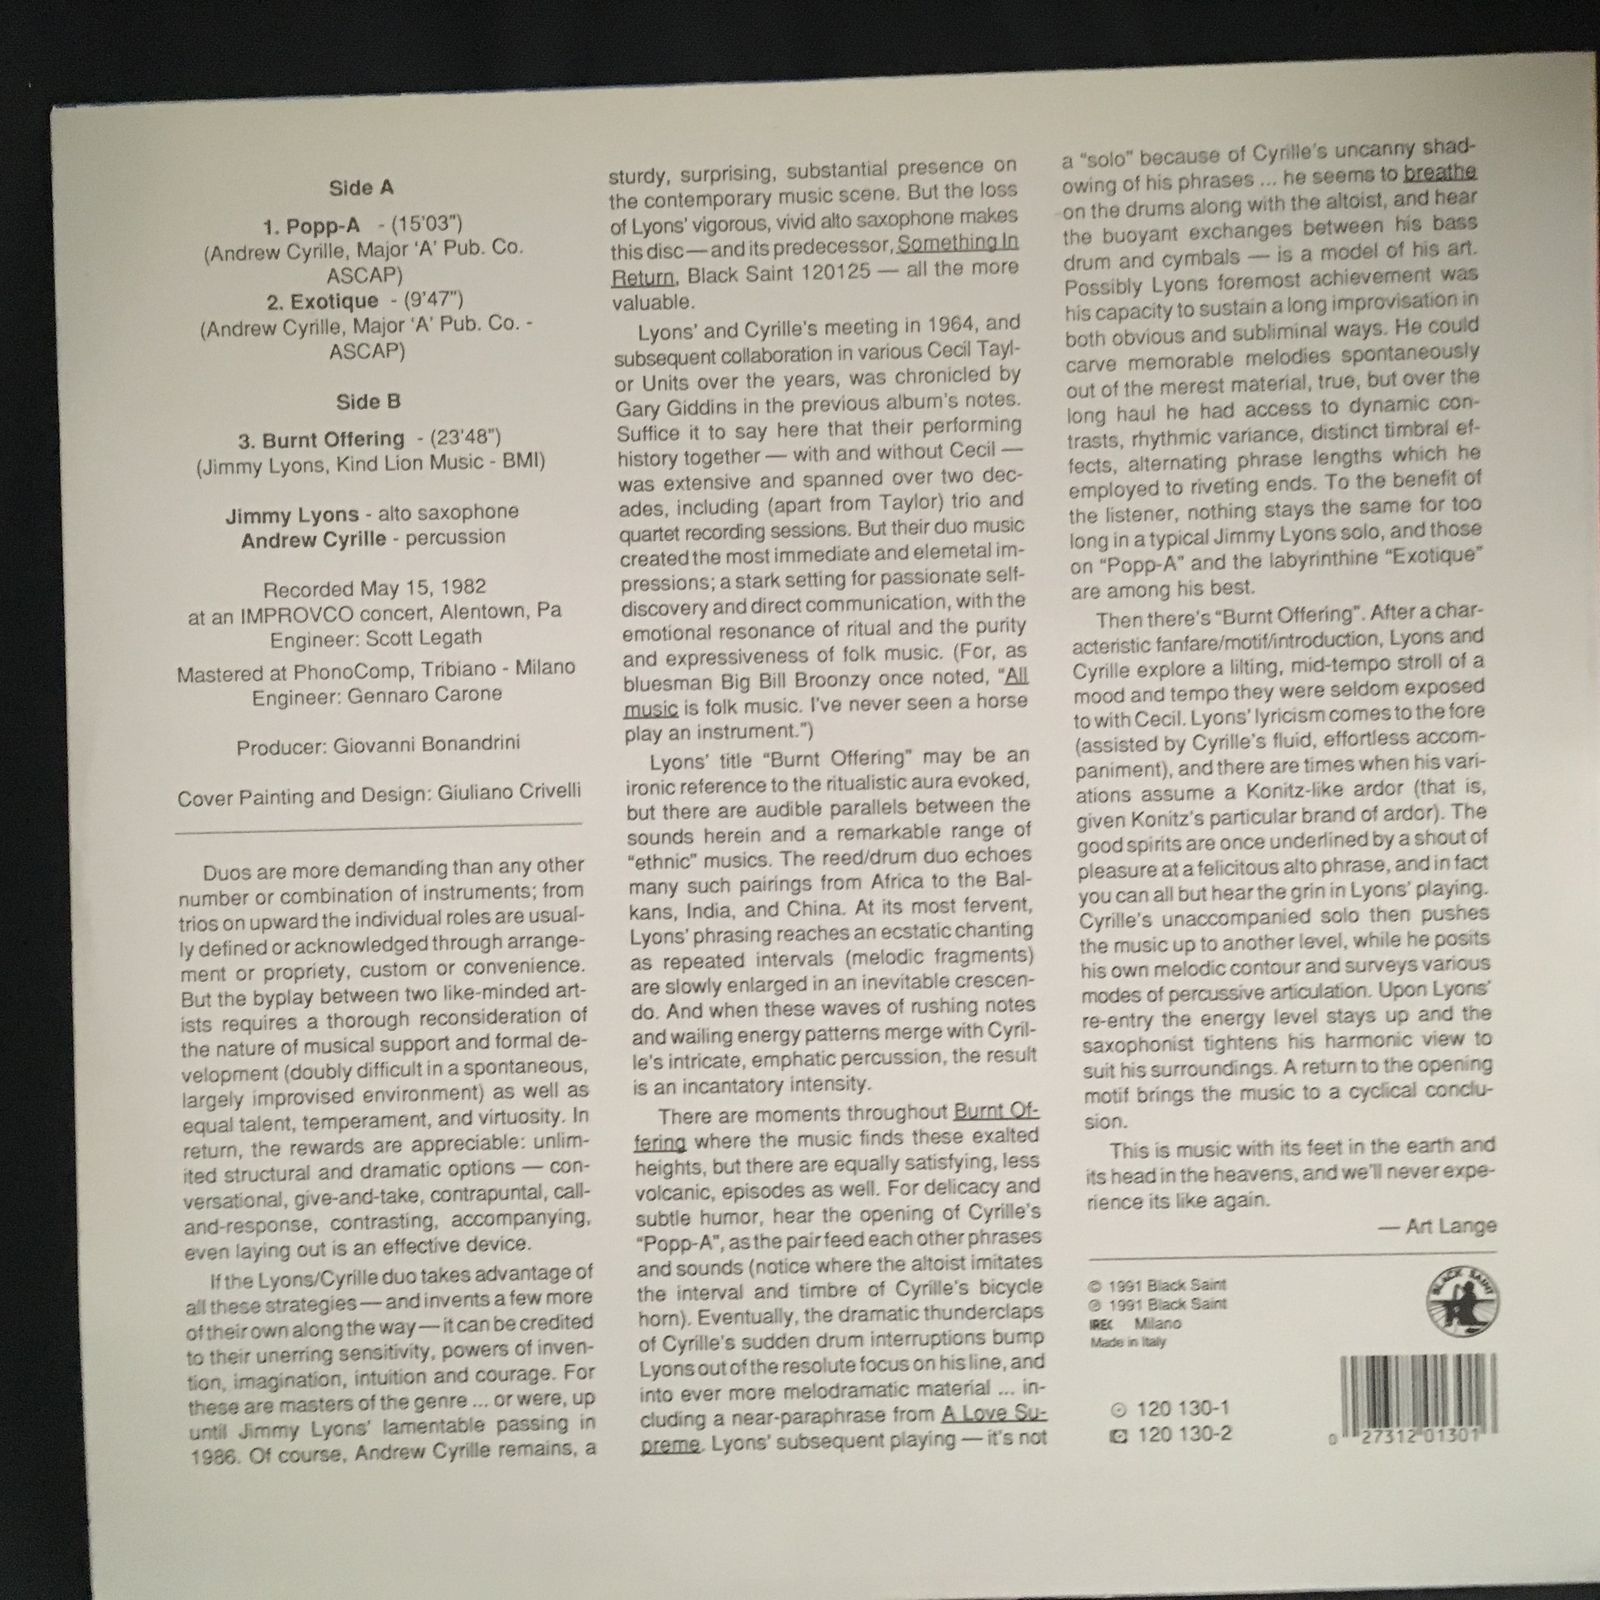 Side A
1. Popp-A - (15'03")
(Andrew Cyrille, Major 'A' Pub. Co.
ASCAP)
2. Exotique - (9'47")
(Andrew Cyrille, Major 'A' Pub. Co. -
ASCAP)
Side B
3. Burnt Offering - (23'48")
(Jimmy Lyons, Kind Lion Music - BMI)
Jimmy Lyons - alto saxophone
Andrew Cyrille - percussion
Recorded May 15, 1982
at an IMPROVCO concert, Alentown, Pa
Engineer: Scott Legath
Mastered at PhonoComp, Tribiano - Milano
Engineer: Gennaro Carone
Producer: Giovanni Bonandrini
Cover Painting and Design: Giuliano Crivelli
Duos are more demanding than any other
number or combination of instruments; from
trios on upward the individual roles are usual-
ly defined or acknowledged through arrange-
ment or propriety, custom or convenience.
But the byplay between two like-minded art-
ists requires a thorough reconsideration of
the nature of musical support and formal de-
velopment (doubly difficult in a spontaneous,
largely improvised environment) as well as
equal talent, temperament, and virtuosity. In
return, the rewards are appreciable: unlim-
ited structural and dramatic options — con-
versational, give-and-take, contrapuntal, call-
and-response, contrasting, accompanying,
even laying out is an effective device.
If the Lyons/Cyrille duo takes advantage of
all these strategies — and invents a few more
of their own along the way — it can be credited
to their unerring sensitivity, powers of inven-
tion, imagination, intuition and courage. For
these are masters of the genre ... or were, up
until Jimmy Lyons' lamentable passing in
1986. Of course, Andrew Cyrille remains, a
sturdy, surprising, substantial presence on
the contemporary music scene. But the loss
of Lyons' vigorous, vivid alto saxophone makes
this disc — and its predecessor, Something In
Return, Black Saint 120125 — all the more
valuable.
Lyons' and Cyrille's meeting in 1964, and
subsequent collaboration in various Cecil Tayl-
or Units over the years, was chronicled by
Gary Giddins in the previous album's notes.
Suffice it to say here that their performing
history together — with and without Cecil —
was extensive and spanned over two dec-
ades, including (apart from Taylor) trio and
quartet recording sessions. But their duo music
created the most immediate and elemetal im-
pressions; a stark setting for passionate self-
discovery and direct communication, with the
emotional resonance of ritual and the purity
and expressiveness of folk music. (For, as
bluesman Big Bill Broonzy once noted, "All
music is folk music. I've never seen a horse
play an instrument.")
Lyons' title "Burnt Offering" may be an
ironic reference to the ritualistic aura evoked,
but there are audible parallels between the
sounds herein and a remarkable range of
"ethnic" musics. The reed/drum duo echoes
many such pairings from Africa to the Bal-
kans, India, and China. At its most fervent,
Lyons' phrasing reaches an ecstatic chanting
as repeated intervals (melodic fragments)
are slowly enlarged in an inevitable crescen-
do. And when these waves of rushing notes
and wailing energy patterns merge with Cyril-
le's intricate, emphatic percussion, the result
is an incantatory intensity.
There are moments throughout Burnt Of-
fering where the music finds these exalted
heights, but there are equally satisfying, less
volcanic, episodes as well. For delicacy and
subtle humor, hear the opening of Cyrille's
"Popp-A", as the pair feed each other phrases
and sounds (notice where the altoist imitates
the interval and timbre of Cyrille's bicycle
horn). Eventually, the dramatic thunderclaps
of Cyrille's sudden drum interruptions bump
Lyons out of the resolute focus on his line, and
into ever more melodramatic material ... in-
cluding a near-paraphrase from A Love Su-
preme. Lyons' subsequent playing — it's not
a "solo" because of Cyrille's uncanny shad-
owing of his phrases ... he seems to breathe
on the drums along with the altoist, and hear
the buoyant exchanges between his bass
drum and cymbals — is a model of his art.
Possibly Lyons foremost achievement was
his capacity to sustain a long improvisation in
both obvious and subliminal ways. He could
carve memorable melodies spontaneously
out of the merest material, true, but over the
long haul he had access to dynamic con-
trasts, rhythmic variance, distinct timbral ef-
fects, alternating phrase lengths which he
employed to riveting ends. To the benefit of
the listener, nothing stays the same for too
long in a typical Jimmy Lyons solo, and those
on "Popp-A" and the labyrinthine "Exotique"
are among his best.
Then there's "Burnt Offering". After a char-
acteristic fanfare/motif/introduction, Lyons and
Cyrille explore a lilting, mid-tempo stroll of a
mood and tempo they were seldom exposed
to with Cecil. Lyons' lyricism comes to the fore
(assisted by Cyrille's fluid, effortless accom-
paniment), and there are times when his vari-
ations assume a Konitz-like ardor (that is,
given Konitz's particular brand of ardor). The
good spirits are once underlined by a shout of
pleasure at a felicitous alto phrase, and in fact
you can all but hear the grin in Lyons' playing.
Cyrille's unaccompanied solo then pushes
the music up to another level, while he posits
his own melodic contour and surveys various
modes of percussive articulation. Upon Lyons'
re-entry the energy level stays up and the
saxophonist tightens his harmonic view to
suit his surroundings. A return to the opening
motif brings the music to a cyclical conclu-
sion.
This is music with its feet in the earth and
its head in the heavens, and we'll never expe-
rience its like again.
— Art Lange
© 1991 Black Saint
℗ 1991 Black Saint
IREC Milano
Made in Italy
BLACK SAINT
120 130-1
120 130-2
0 27312 01301